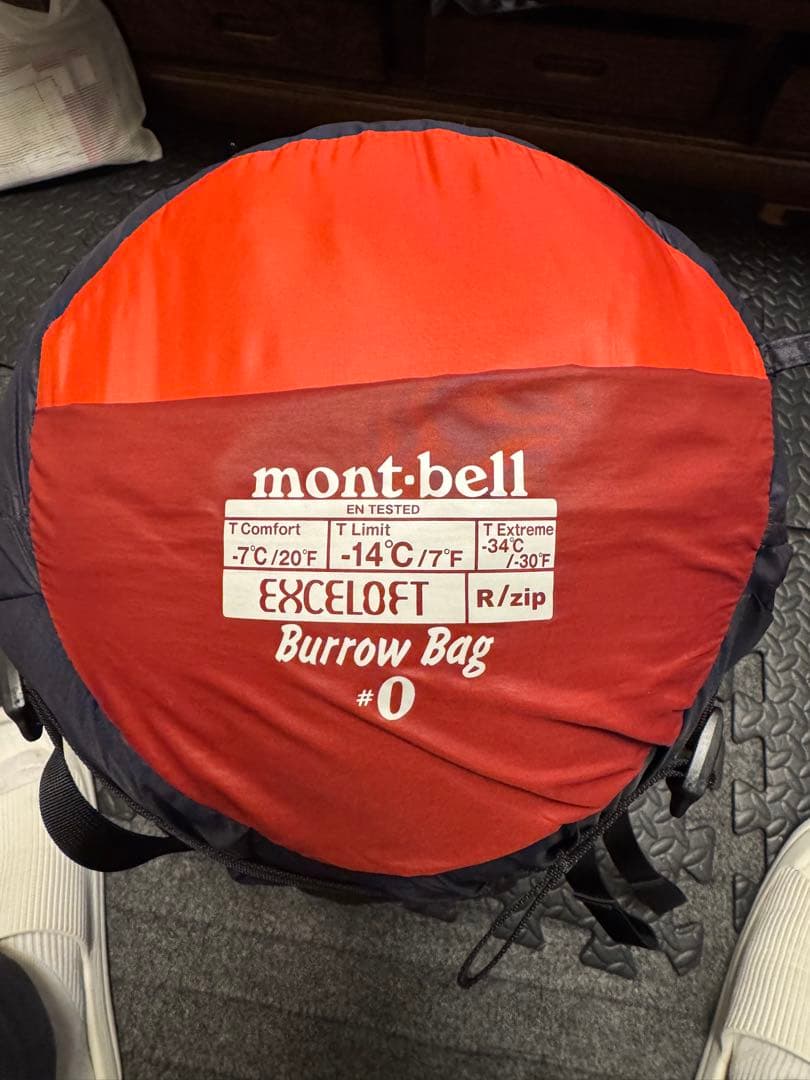 mont·bell
EN TESTED
T Comfort T Limit T Extreme
-7℃/20°F -14℃/7°F -34℃/-30°F
EXCELOFT R/zip
Burrow Bag
#0